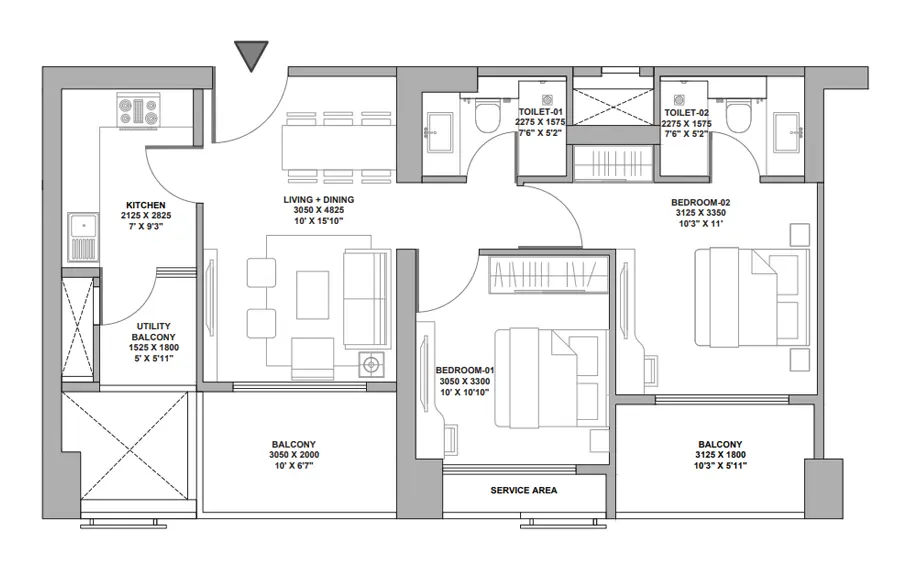 TOILET-01
2275 X 1575
7'6" X 5'2"
TOILET-02
2275 X 1575
7'6" X 5'2"
KITCHEN
2125 X 2825
7' X 9'3"
LIVING + DINING
3050 X 4825
10' X 15'10"
BEDROOM-02
3125 X 3350
10'3" X 11'
UTILITY
BALCONY
1525 X 1800
5' X 5'11"
BEDROOM-01
3050 X 3300
10' X 10'10"
BALCONY
3050 X 2000
10' X 6'7"
BALCONY
3125 X 1800
10'3" X 5'11"
SERVICE AREA